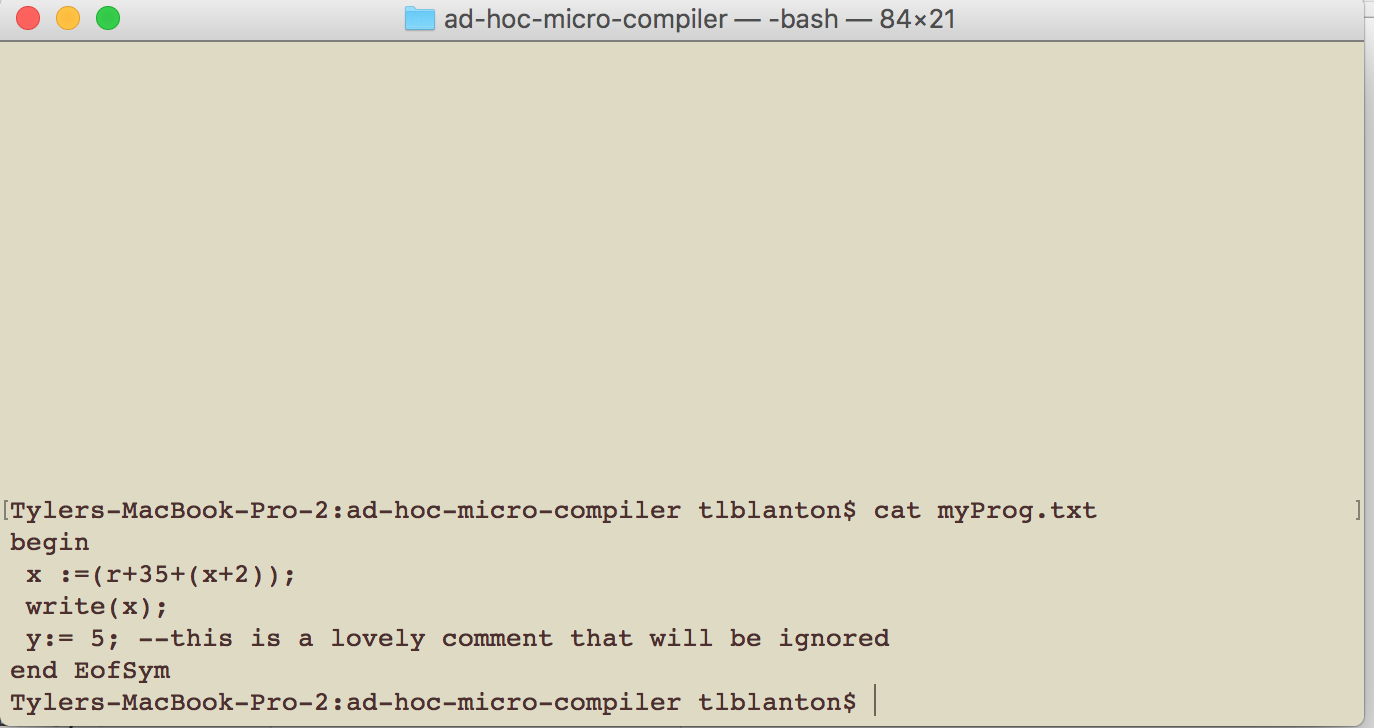 ad-hoc-micro-compiler — -bash — 84×21
[Tylers-MacBook-Pro-2:ad-hoc-micro-compiler tlblanton$ cat myProg.txt ]
begin
 x :=(r+35+(x+2));
 write(x);
 y:= 5; --this is a lovely comment that will be ignored
end EofSym
Tylers-MacBook-Pro-2:ad-hoc-micro-compiler tlblanton$